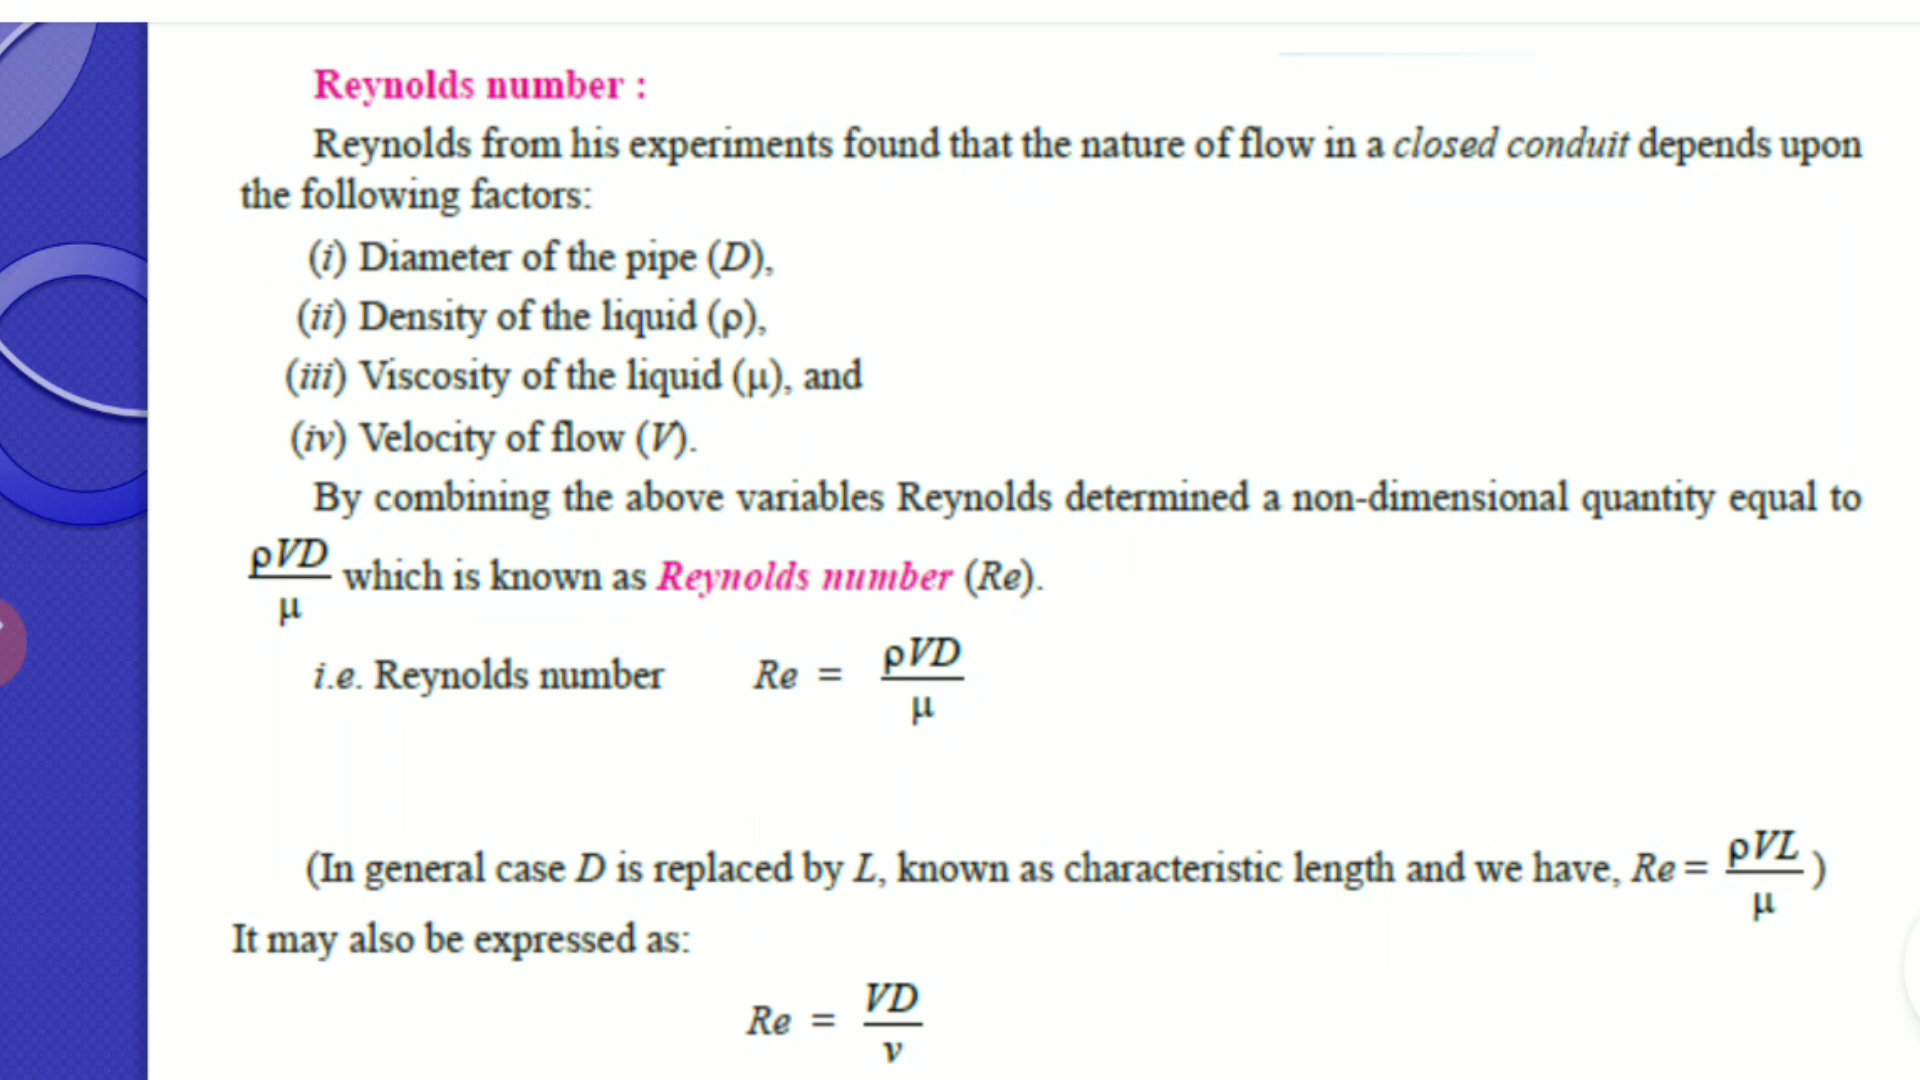 Reynolds number :
Reynolds from his experiments found that the nature of flow in a closed conduit depends upon
the following factors:
(i) Diameter of the pipe (D),
(ii) Density of the liquid (ρ),
(iii) Viscosity of the liquid (μ), and
(iv) Velocity of flow (V).
By combining the above variables Reynolds determined a non-dimensional quantity equal to
ρVD/μ which is known as Reynolds number (Re).
i.e. Reynolds number Re = ρVD/μ
(In general case D is replaced by L, known as characteristic length and we have, Re = ρVL/μ)
It may also be expressed as:
Re = VD/ν